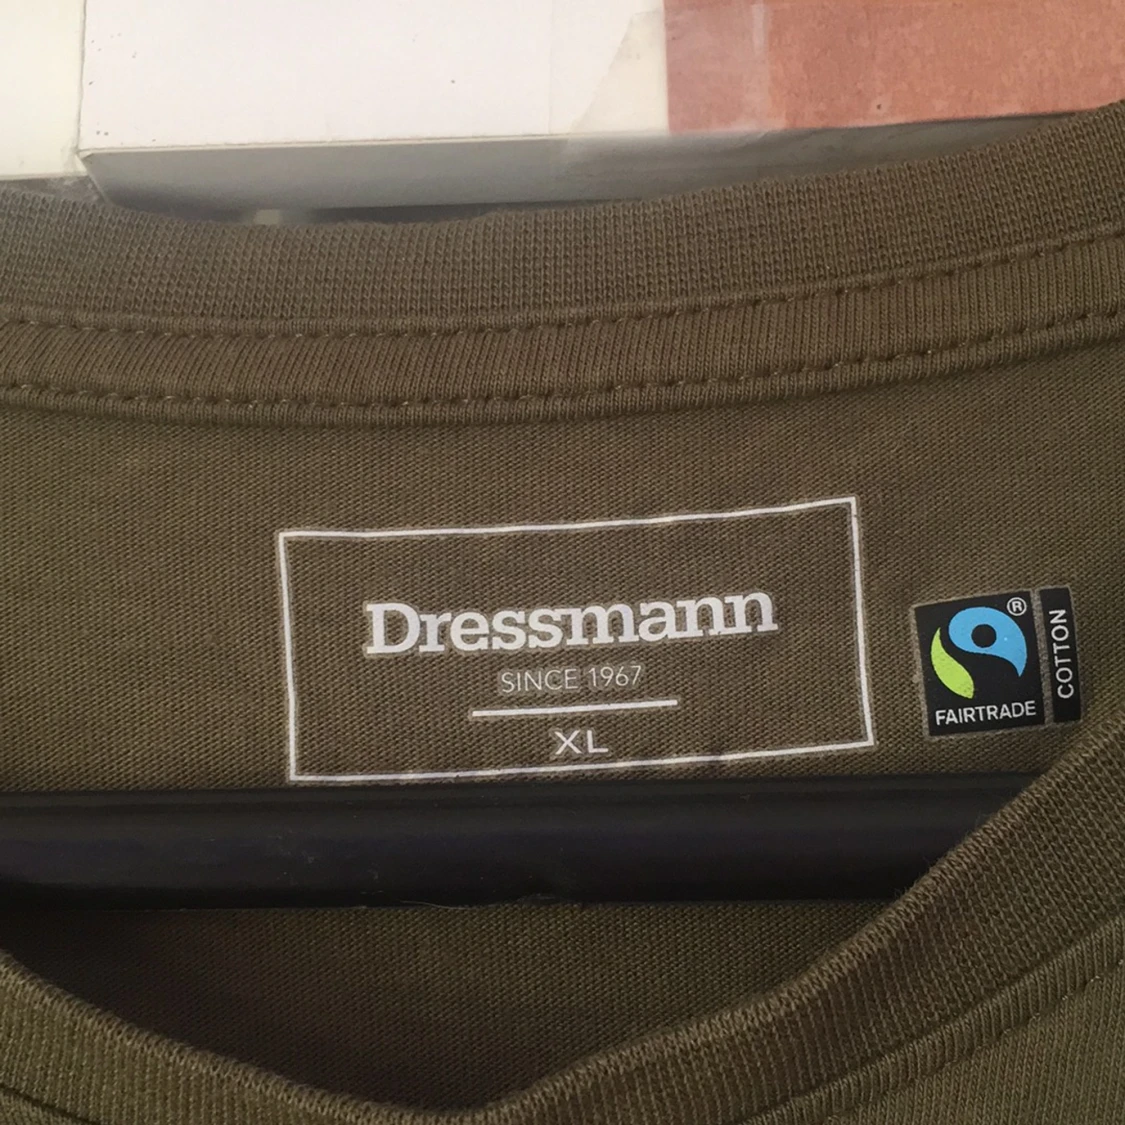 Dressmann
SINCE 1967
XL
®
FAIRTRADE
COTTON